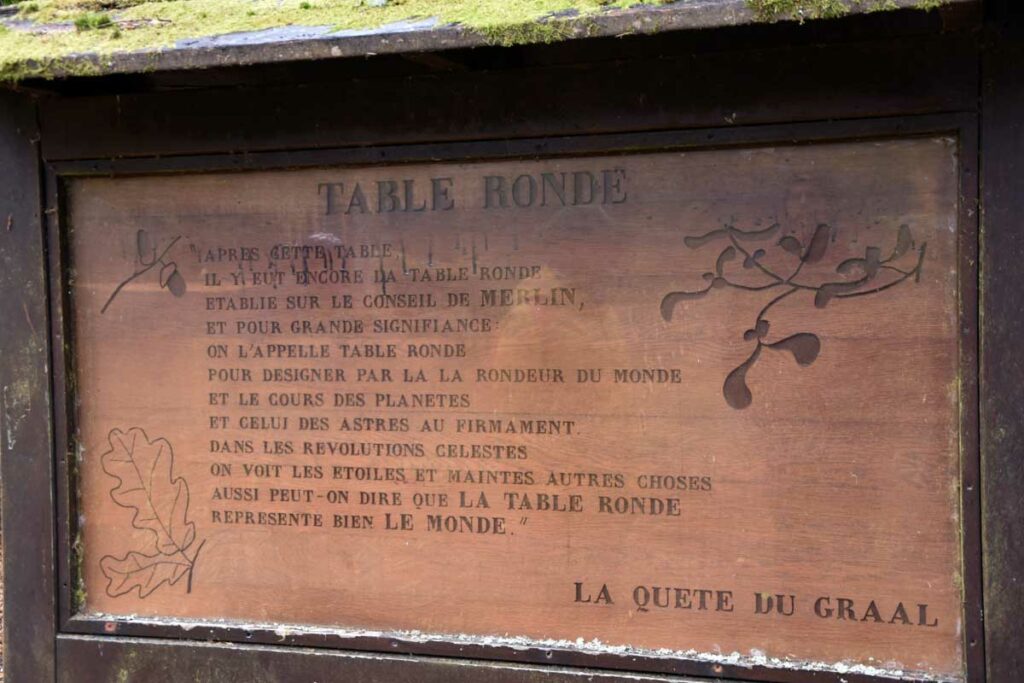 TABLE RONDE
"APRES CETTE TABLE
IL Y EUT ENCORE LA TABLE RONDE
ETABLIE SUR LE CONSEIL DE MERLIN,
ET POUR GRANDE SIGNIFIANCE:
ON L'APPELLE TABLE RONDE
POUR DESIGNER PAR LA LA RONDEUR DU MONDE
ET LE COURS DES PLANETES
ET CELUI DES ASTRES AU FIRMAMENT.
DANS LES REVOLUTIONS CELESTES
ON VOIT LES ETOILES ET MAINTES AUTRES CHOSES
AUSSI PEUT-ON DIRE QUE LA TABLE RONDE
REPRESENTE BIEN LE MONDE."
LA QUETE DU GRAAL